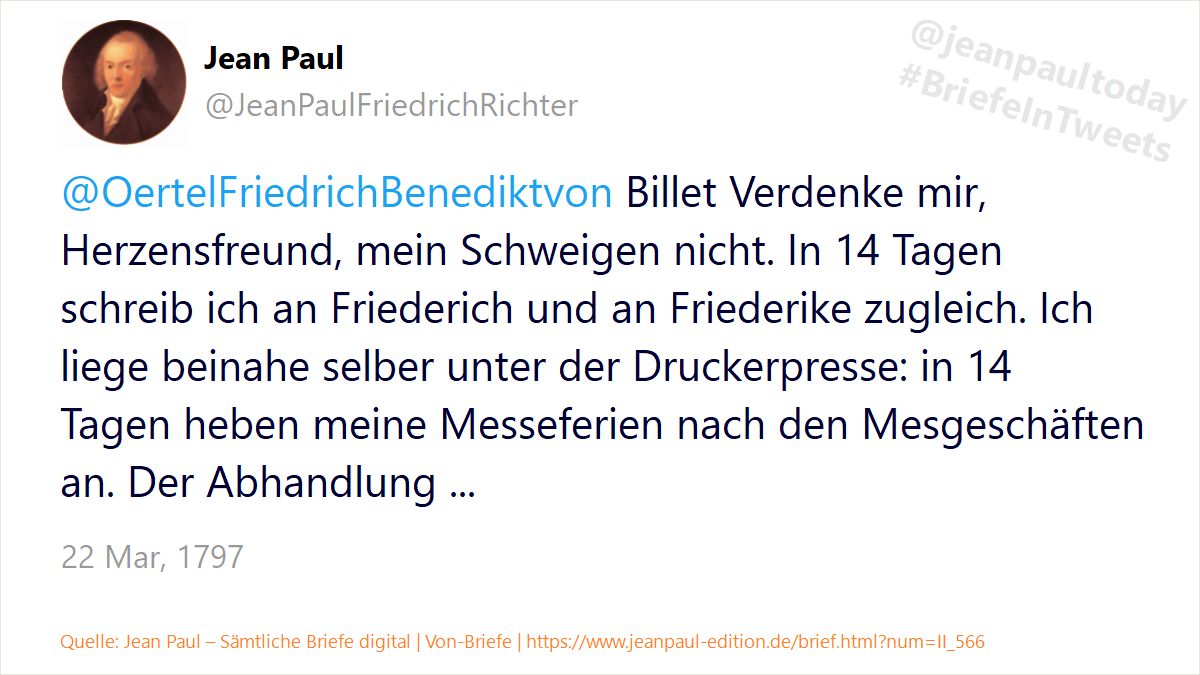 Jean Paul
@JeanPaulFriedrichRichter
@jeanpaultoday
#BriefeInTweets
@OertelFriedrichBenediktvon Billet Verdenke mir,
Herzensfreund, mein Schweigen nicht. In 14 Tagen
schreib ich an Friederich und an Friederike zugleich. Ich
liege beinahe selber unter der Druckerpresse: in 14
Tagen heben meine Messeferien nach den Mesgeschäften
an. Der Abhandlung ...
22 Mar, 1797
Quelle: Jean Paul – Sämtliche Briefe digital | Von-Briefe | https://www.jeanpaul-edition.de/brief.html?num=II_566